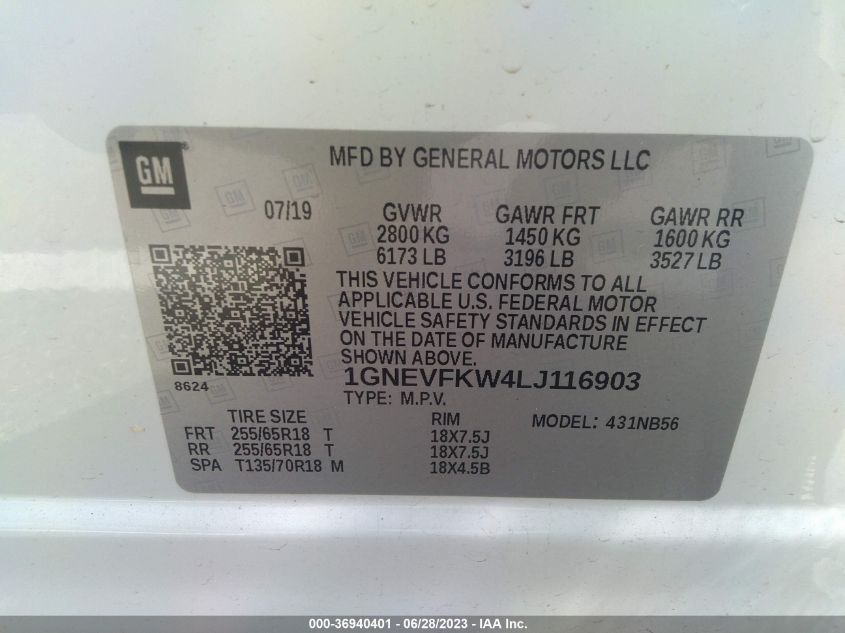 GM
MFD BY GENERAL MOTORS LLC
07/19 GVWR GAWR FRT GAWR RR
2800 KG 1450 KG 1600 KG
6173 LB 3196 LB 3527 LB
THIS VEHICLE CONFORMS TO ALL
APPLICABLE U.S. FEDERAL MOTOR
VEHICLE SAFETY STANDARDS IN EFFECT
ON THE DATE OF MANUFACTURE
SHOWN ABOVE.
8624
1GNEVFKW4LJ116903
TYPE: M.P.V.
TIRE SIZE RIM MODEL: 431NB56
FRT 255/65R18 T 18X7.5J
RR 255/65R18 T 18X7.5J
SPA T135/70R18 M 18X4.5B
000-36940401 - 06/28/2023 - IAA Inc.